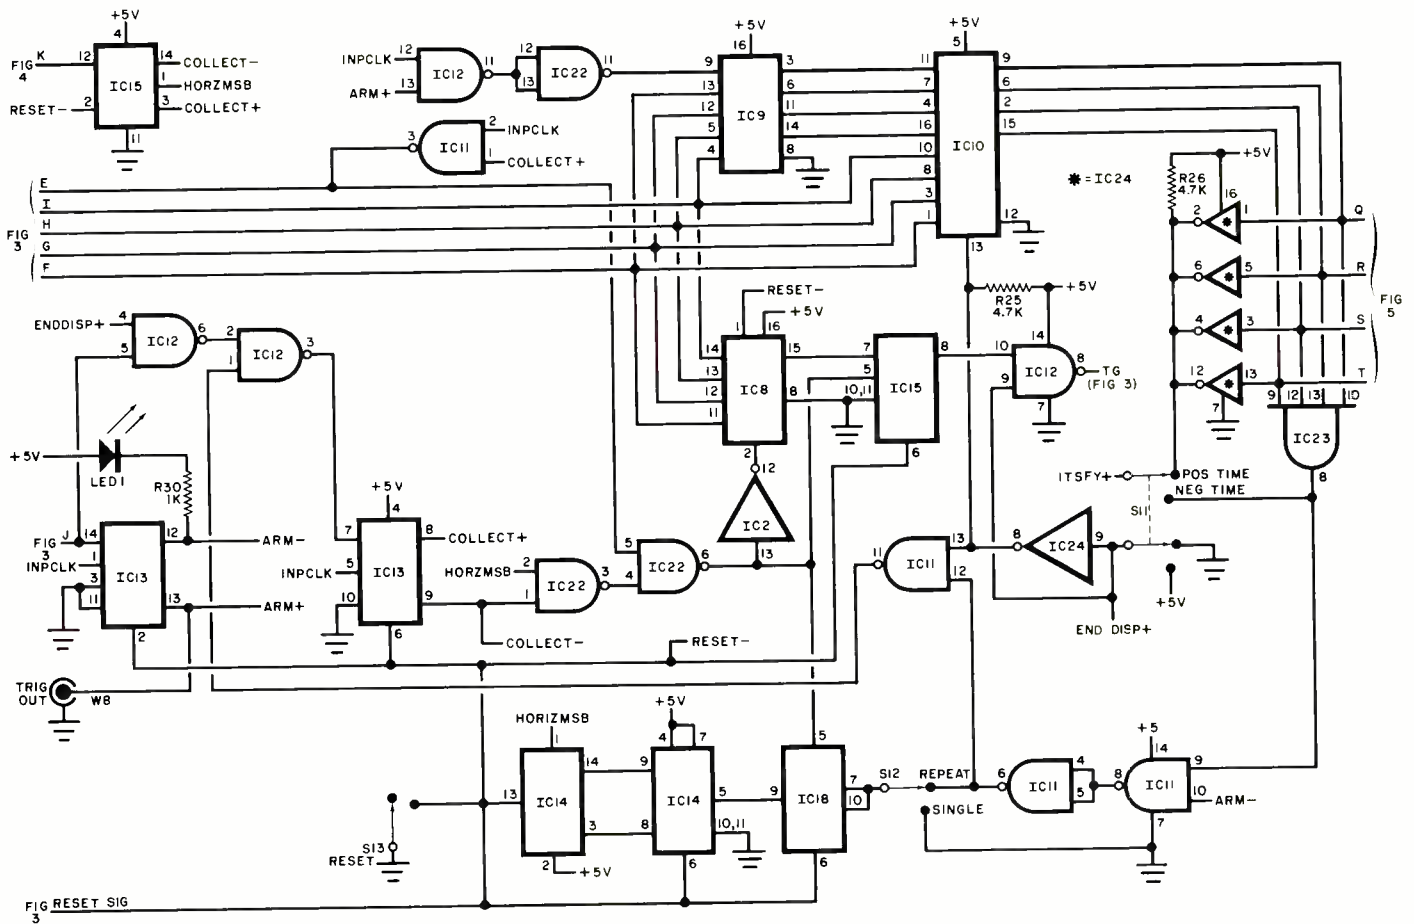 +5V
4
K
FIG 4
12
14
COLLECT-
IC15
1
HORZMSB
RESET-
2
3
COLLECT+
11
INPCLK
12
11
IC12
ARM+
13
12
13
IC22
11
3
IC11
2
INPCLK
1
COLLECT+
+5V
16
9
13
12
5
4
IC9
3
6
11
14
8
+5V
5
11
7
4
16
10
8
3
1
IC10
9
6
2
15
12
13
✱=IC24
E
I
H
G
F
FIG 3
+5V
R26 4.7K
16
2
✱
1
Q
6
✱
5
R
4
✱
3
S
12
✱
13
T
7
FIG 5
9
12
13
10
IC23
8
R25 4.7K
+5V
14
10
9
IC12
8
TG (FIG 3)
7
RESET-
+5V
1
16
14
13
12
11
IC8
15
8
2
12
IC2
13
7
5
10,11
IC15
8
6
ENDDISP+
4
5
IC12
6
2
1
IC12
3
+5V
LED1
R30 1K
FIG 3
J
14
INPCLK
1
3
11
IC13
12
ARM-
13
ARM+
2
TRIG OUT
W8
+5V
4
7
INPCLK
5
10
IC13
8
COLLECT+
9
6
COLLECT-
HORZMSB
2
1
IC22
3
5
4
IC22
6
RESET-
11
IC11
13
12
8
IC24
9
ITSFY+
POS TIME
NEG TIME
S11
+5V
END DISP+
HORIZMSB
1
13
IC14
14
3
2
+5V
+5V
4
7
9
8
IC14
5
10,11
6
5
9
IC18
7
10
6
S12
REPEAT
SINGLE
6
IC11
4
5
8
+5
14
IC11
9
10
ARM-
7
S13
RESET
FIG 3
RESET SIG